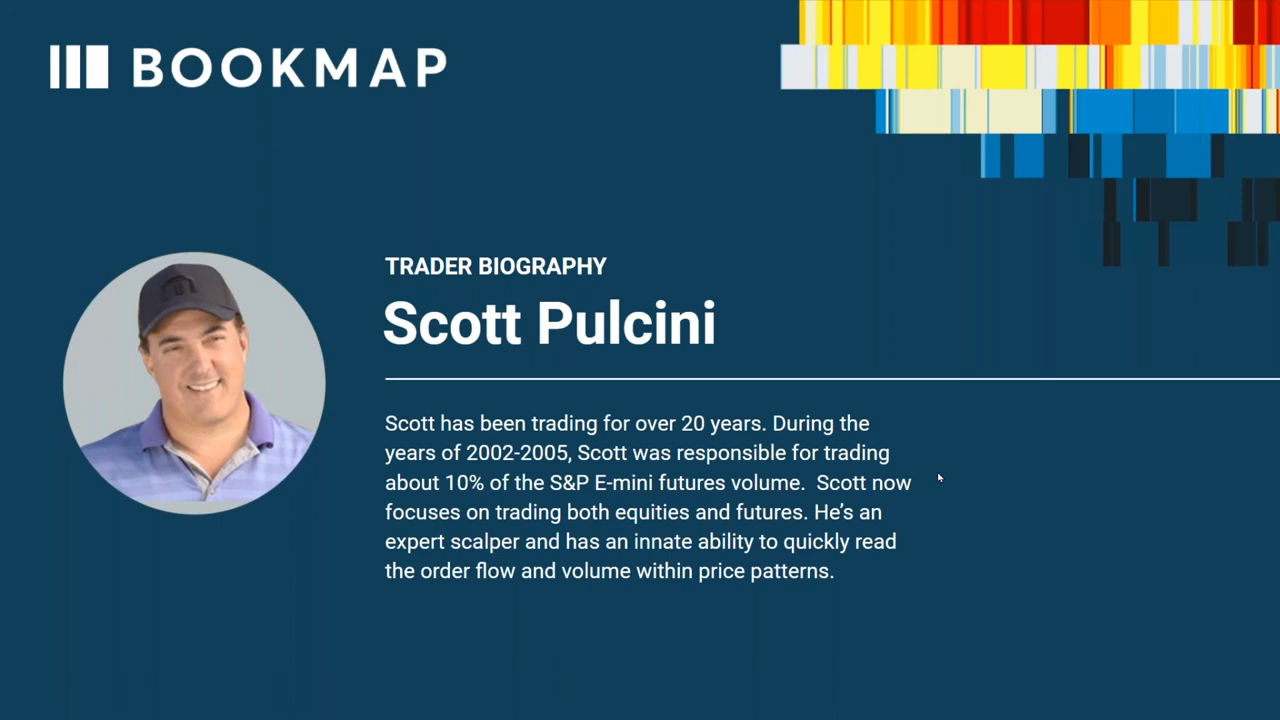 BOOKMAP
TRADER BIOGRAPHY
Scott Pulcini
Scott has been trading for over 20 years. During the
years of 2002-2005, Scott was responsible for trading
about 10% of the S&P E-mini futures volume.  Scott now
focuses on trading both equities and futures. He’s an
expert scalper and has an innate ability to quickly read
the order flow and volume within price patterns.